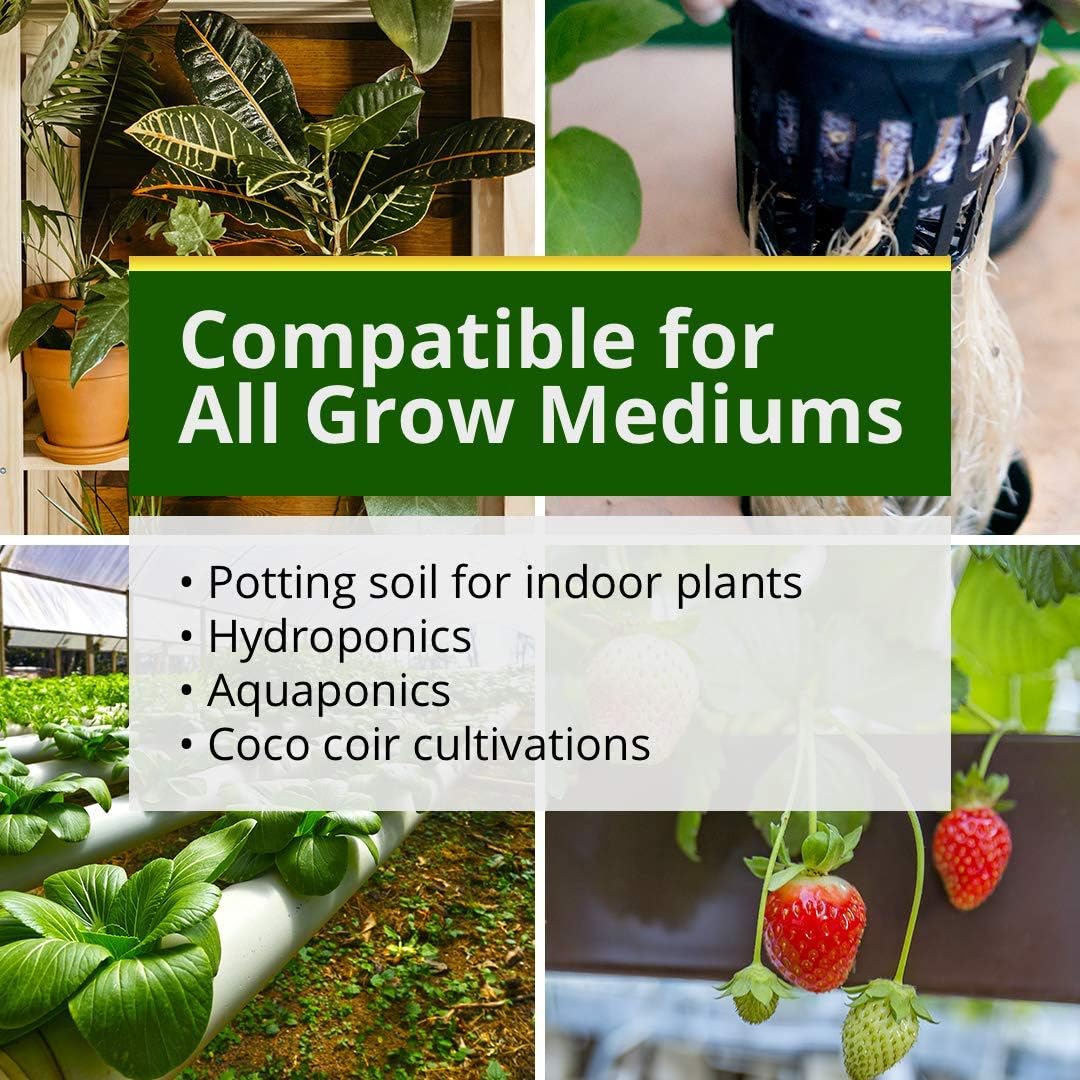 Compatible for
All Grow Mediums
• Potting soil for indoor plants
• Hydroponics
• Aquaponics
• Coco coir cultivations